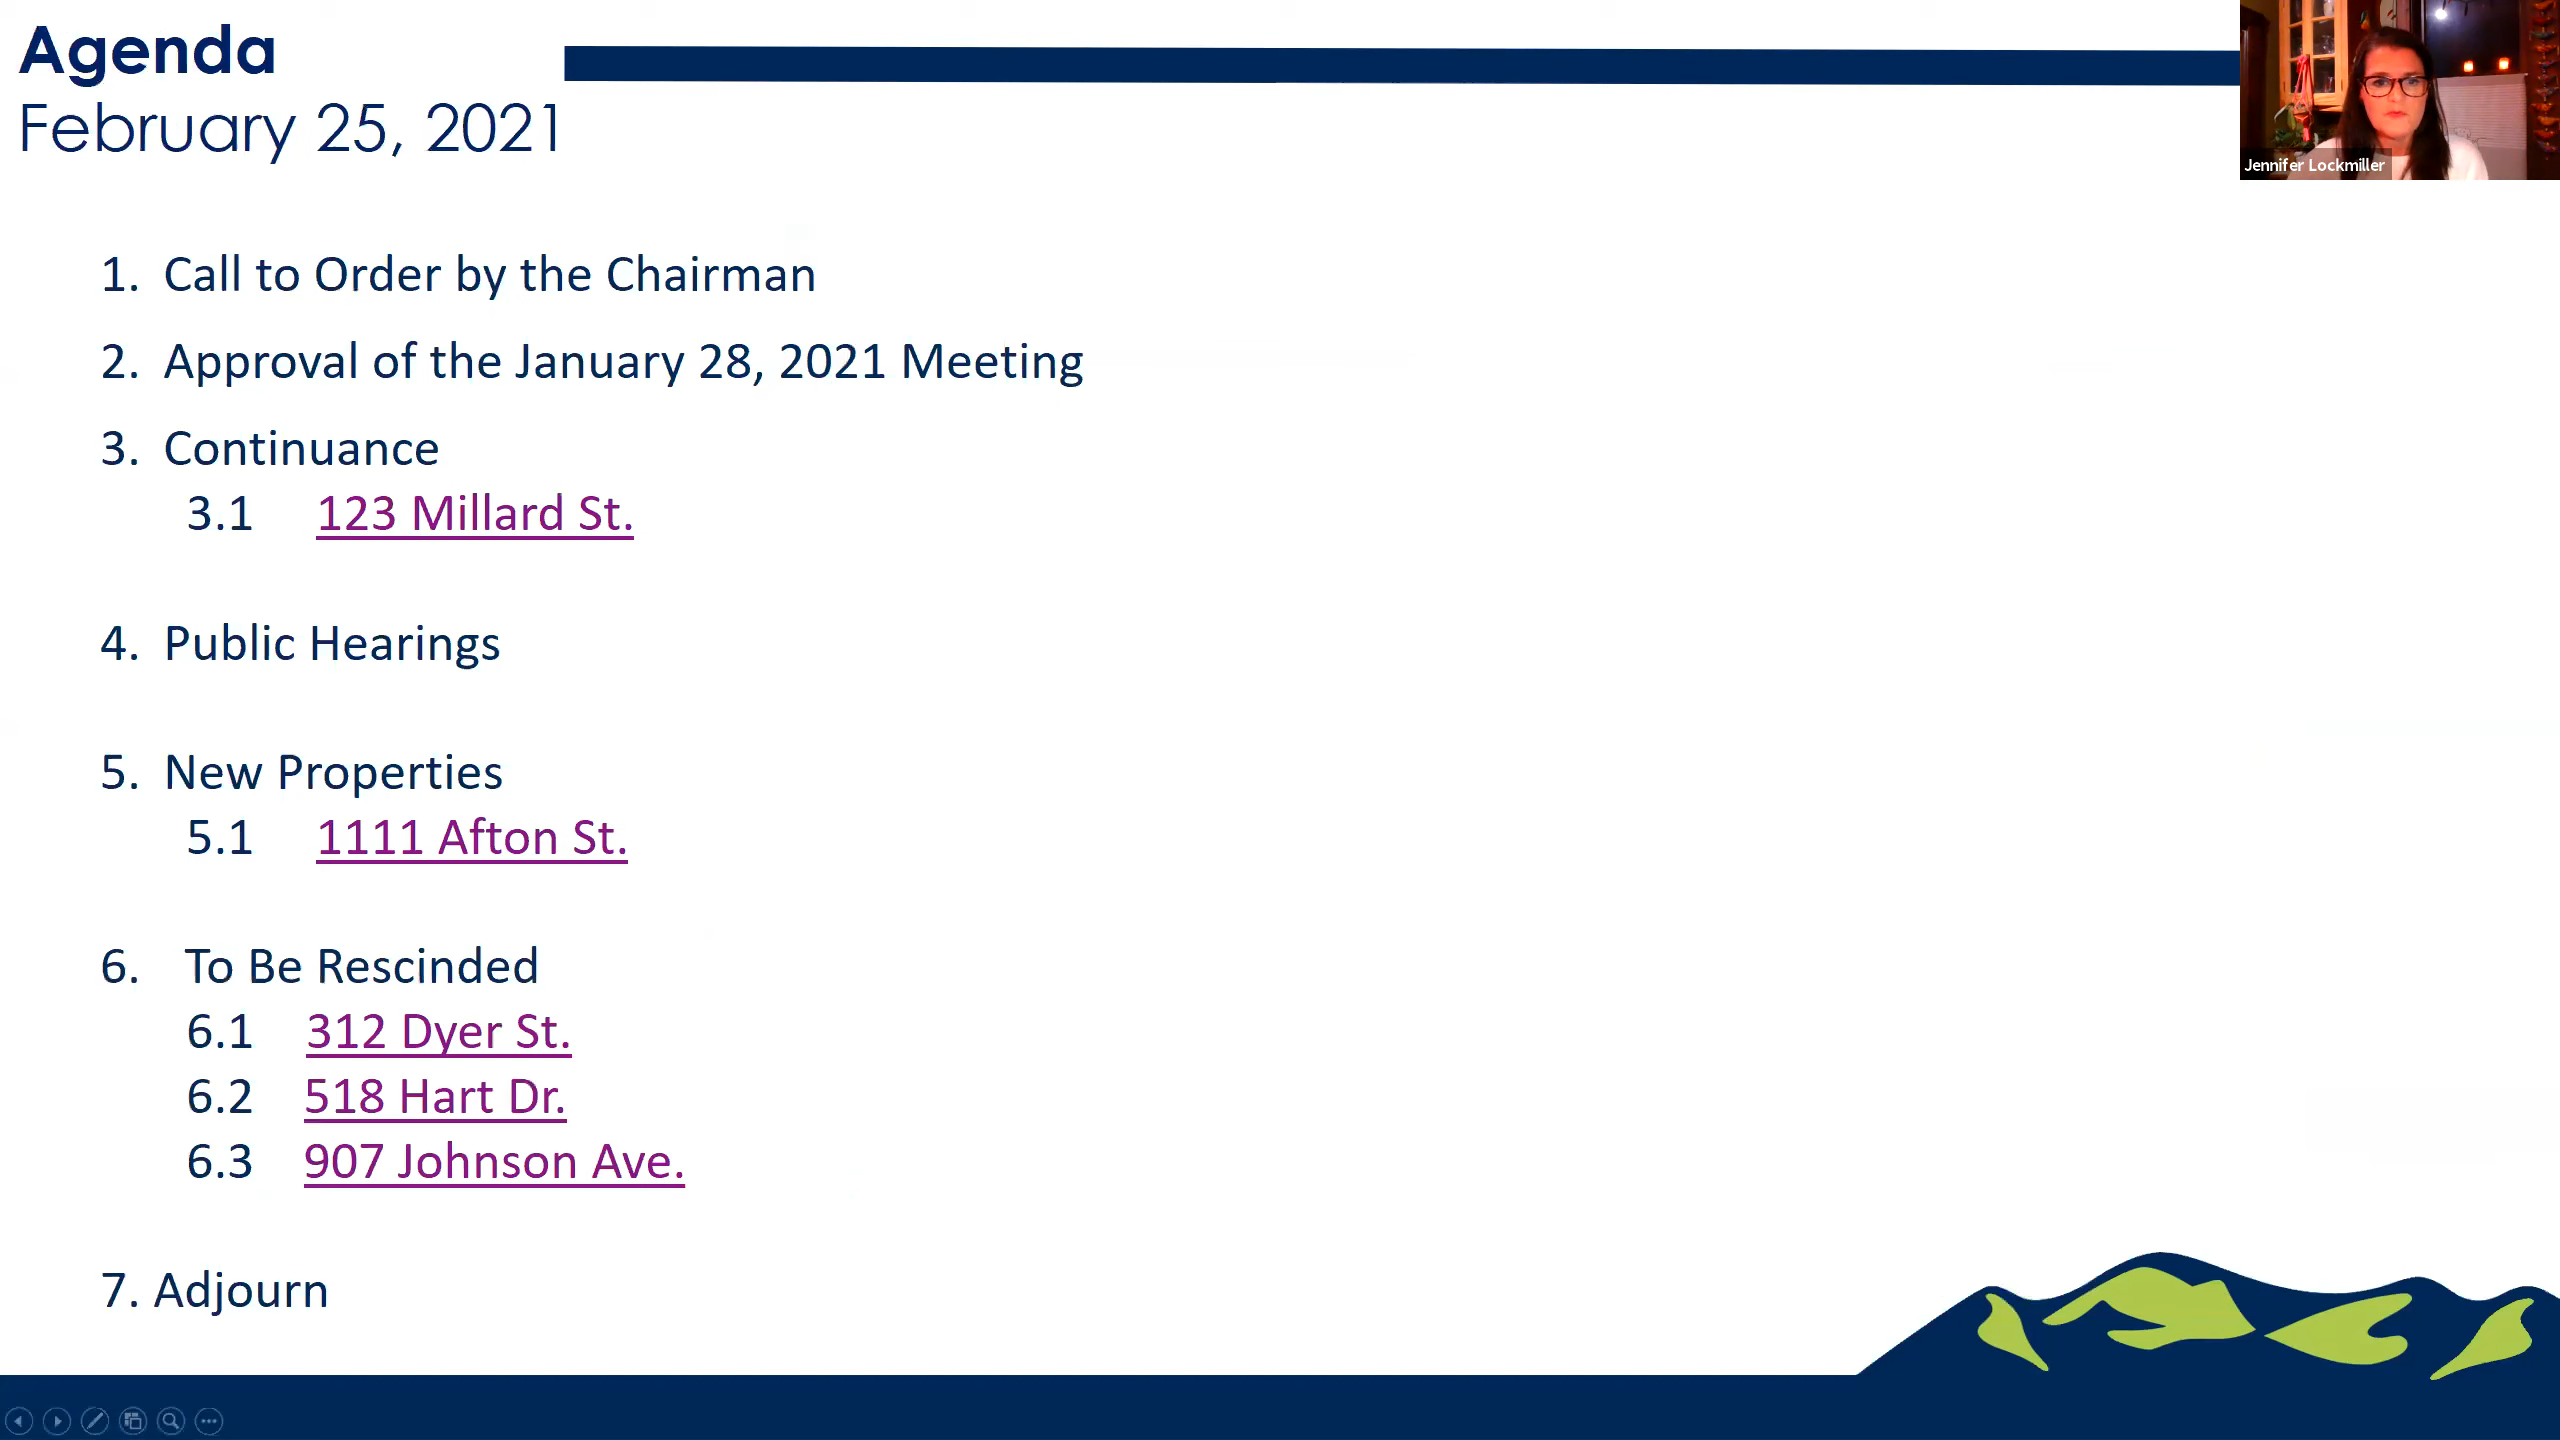 Agenda
February 25, 2021
Jennifer Lockmiller
1. Call to Order by the Chairman
2. Approval of the January 28, 2021 Meeting
3. Continuance
3.1 123 Millard St.
4. Public Hearings
5. New Properties
5.1 1111 Afton St.
6. To Be Rescinded
6.1 312 Dyer St.
6.2 518 Hart Dr.
6.3 907 Johnson Ave.
7. Adjourn